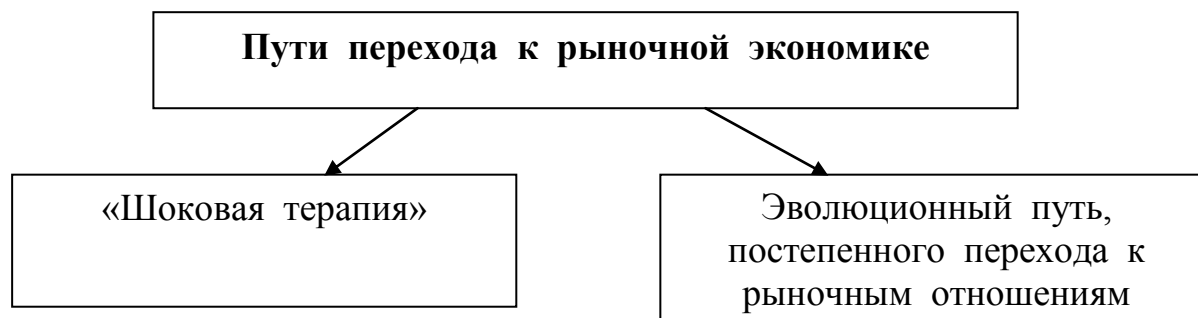 Пути перехода к рыночной экономике
«Шоковая терапия»
Эволюционный путь,
постепенного перехода к
рыночным отношениям